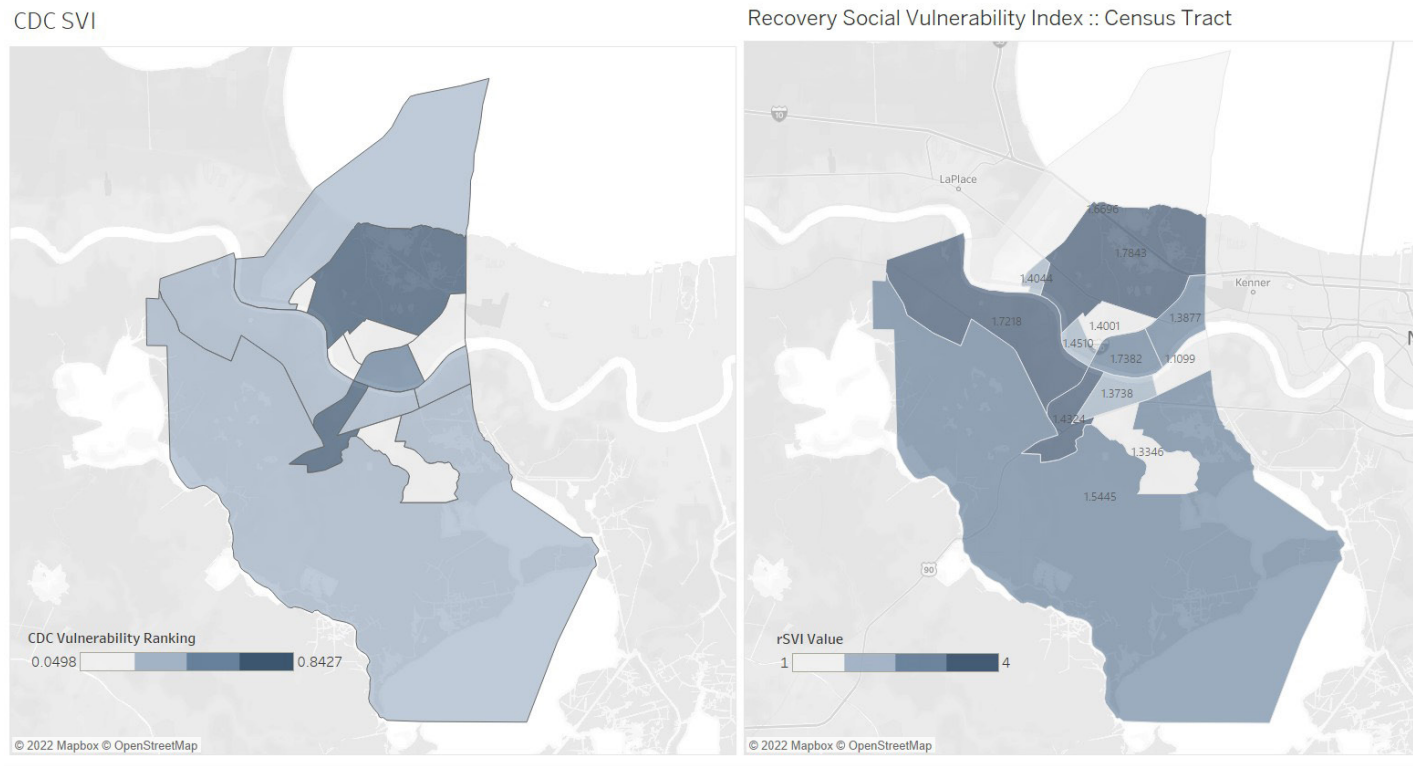 CDC SVI
CDC Vulnerability Ranking
0.0498 0.8427
© 2022 Mapbox © OpenStreetMap
Recovery Social Vulnerability Index :: Census Tract
10
LaPlace
1.6696
1.7843
1.4044
Kenner
1.7218
1.4001
1.3877
1.4510
1.7382
1.1099
1.3738
1.4324
1.3346
1.5445
90
rSVI Value
1 4
© 2022 Mapbox © OpenStreetMap